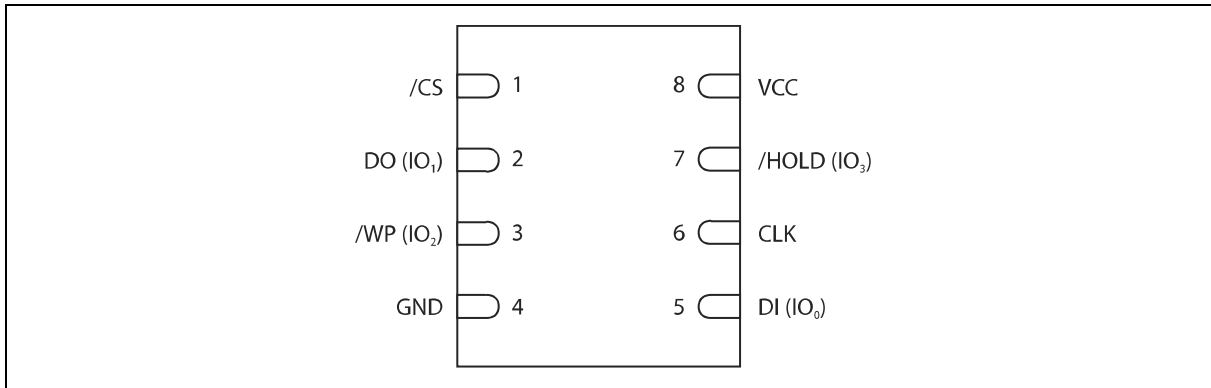 /CS 1 8 VCC
DO (IO₁) 2 7 /HOLD (IO₃)
/WP (IO₂) 3 6 CLK
GND 4 5 DI (IO₀)